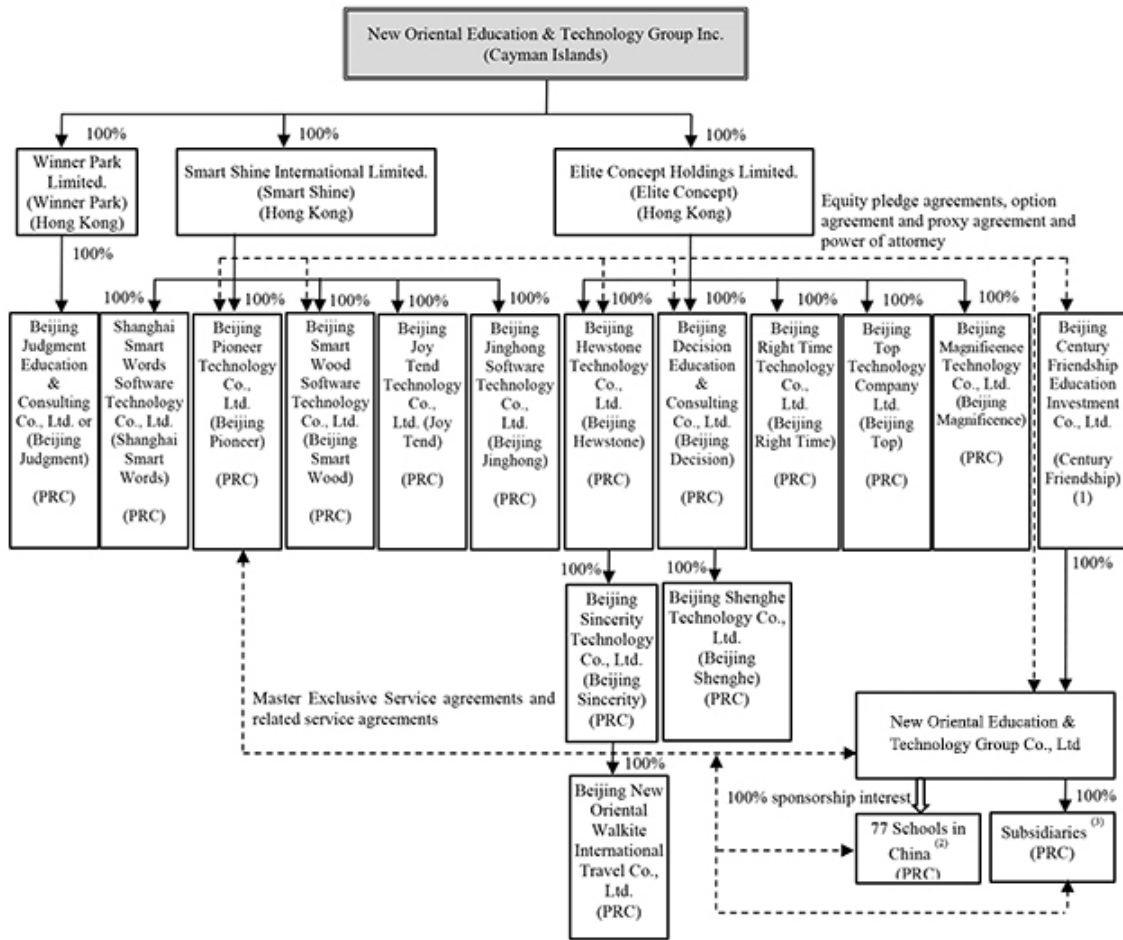 New Oriental Education & Technology Group Inc.
(Cayman Islands)
100%
100%
100%
Winner Park
Limited.
(Winner Park)
(Hong Kong)
Smart Shine International Limited.
(Smart Shine)
(Hong Kong)
Elite Concept Holdings Limited.
(Elite Concept)
(Hong Kong)
Equity pledge agreements, option
agreement and proxy agreement and
power of attorney
100%
100%
100%
100%
100%
100%
100%
100%
100%
100%
100%
Beijing
Judgment
Education
&
Consulting
Co., Ltd. or
(Beijing
Judgment)
(PRC)
Shanghai
Smart
Words
Software
Technology
Co., Ltd.
(Shanghai
Smart
Words)
(PRC)
Beijing
Pioneer
Technology
Co.,
Ltd.
(Beijing
Pioneer)
(PRC)
Beijing
Smart
Wood
Software
Technology
Co., Ltd.
(Beijing
Smart
Wood)
(PRC)
Beijing
Joy
Tend
Technology
Co.,
Ltd. (Joy
Tend)
(PRC)
Beijing
Jinghong
Software
Technology
Co.,
Ltd.
(Beijing
Jinghong)
(PRC)
Beijing
Hewstone
Technology
Co.,
Ltd.
(Beijing
Hewstone)
(PRC)
Beijing
Decision
Education
&
Consulting
Co., Ltd.
(Beijing
Decision)
(PRC)
Beijing
Right Time
Technology
Co.,
Ltd.
(Beijing
Right Time)
(PRC)
Beijing
Top
Technology
Company
Ltd.
(Beijing
Top)
(PRC)
Beijing
Magnificence
Technology
Co., Ltd.
(Beijing
Magnificence)
(PRC)
Beijing
Century
Friendship
Education
Investment
Co., Ltd.
(Century
Friendship)
(1)
100%
100%
100%
Beijing
Sincerity
Technology
Co., Ltd.
(Beijing
Sincerity)
(PRC)
Beijing Shenghe
Technology Co.,
Ltd.
(Beijing
Shenghe)
(PRC)
Master Exclusive Service agreements and
related service agreements
New Oriental Education &
Technology Group Co., Ltd
100%
100% sponsorship interest
100%
Beijing New
Oriental
Walkite
International
Travel Co.,
Ltd.
(PRC)
77 Schools in
China (2)
(PRC)
Subsidiaries (3)
(PRC)